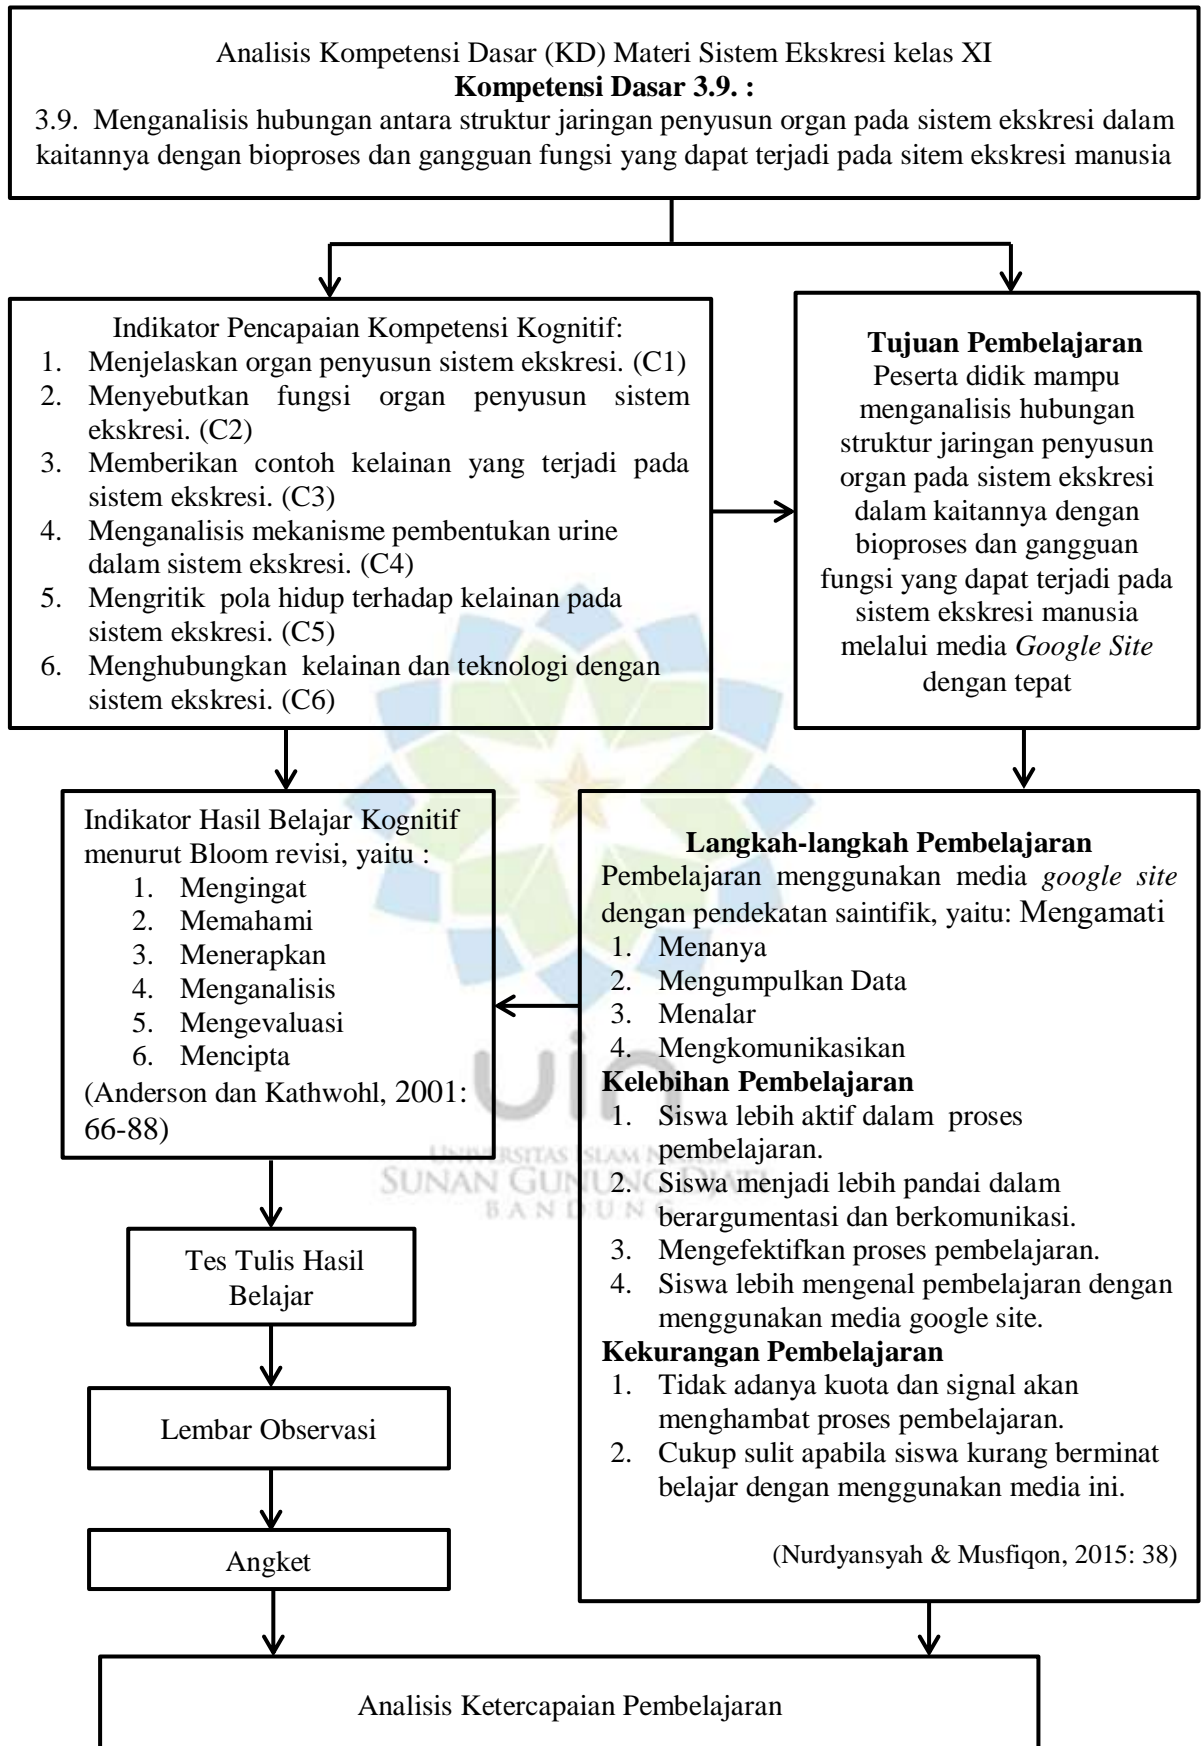 Analisis Kompetensi Dasar (KD) Materi Sistem Ekskresi kelas XI
Kompetensi Dasar 3.9. :
3.9. Menganalisis hubungan antara struktur jaringan penyusun organ pada sistem ekskresi dalam
kaitannya dengan bioproses dan gangguan fungsi yang dapat terjadi pada sitem ekskresi manusia
Indikator Pencapaian Kompetensi Kognitif:
1. Menjelaskan organ penyusun sistem ekskresi. (C1)
2. Menyebutkan fungsi organ penyusun sistem
ekskresi. (C2)
3. Memberikan contoh kelainan yang terjadi pada
sistem ekskresi. (C3)
4. Menganalisis mekanisme pembentukan urine
dalam sistem ekskresi. (C4)
5. Mengritik pola hidup terhadap kelainan pada
sistem ekskresi. (C5)
6. Menghubungkan kelainan dan teknologi dengan
sistem ekskresi. (C6)
Tujuan Pembelajaran
Peserta didik mampu
menganalisis hubungan
struktur jaringan penyusun
organ pada sistem ekskresi
dalam kaitannya dengan
bioproses dan gangguan
fungsi yang dapat terjadi pada
sistem ekskresi manusia
melalui media Google Site
dengan tepat
Indikator Hasil Belajar Kognitif
menurut Bloom revisi, yaitu :
1. Mengingat
2. Memahami
3. Menerapkan
4. Menganalisis
5. Mengevaluasi
6. Mencipta
(Anderson dan Kathwohl, 2001:
66-88)
Langkah-langkah Pembelajaran
Pembelajaran menggunakan media google site
dengan pendekatan saintifik, yaitu: Mengamati
1. Menanya
2. Mengumpulkan Data
3. Menalar
4. Mengkomunikasikan
Kelebihan Pembelajaran
1. Siswa lebih aktif dalam proses
pembelajaran.
2. Siswa menjadi lebih pandai dalam
berargumentasi dan berkomunikasi.
3. Mengefektifkan proses pembelajaran.
4. Siswa lebih mengenal pembelajaran dengan
menggunakan media google site.
Kekurangan Pembelajaran
1. Tidak adanya kuota dan signal akan
menghambat proses pembelajaran.
2. Cukup sulit apabila siswa kurang berminat
belajar dengan menggunakan media ini.
(Nurdyansyah & Musfiqon, 2015: 38)
Tes Tulis Hasil
Belajar
Lembar Observasi
Angket
Analisis Ketercapaian Pembelajaran
uin
UNIVERSITAS ISLAM
SUNAN GUNUNG DJATI
BANDUNG